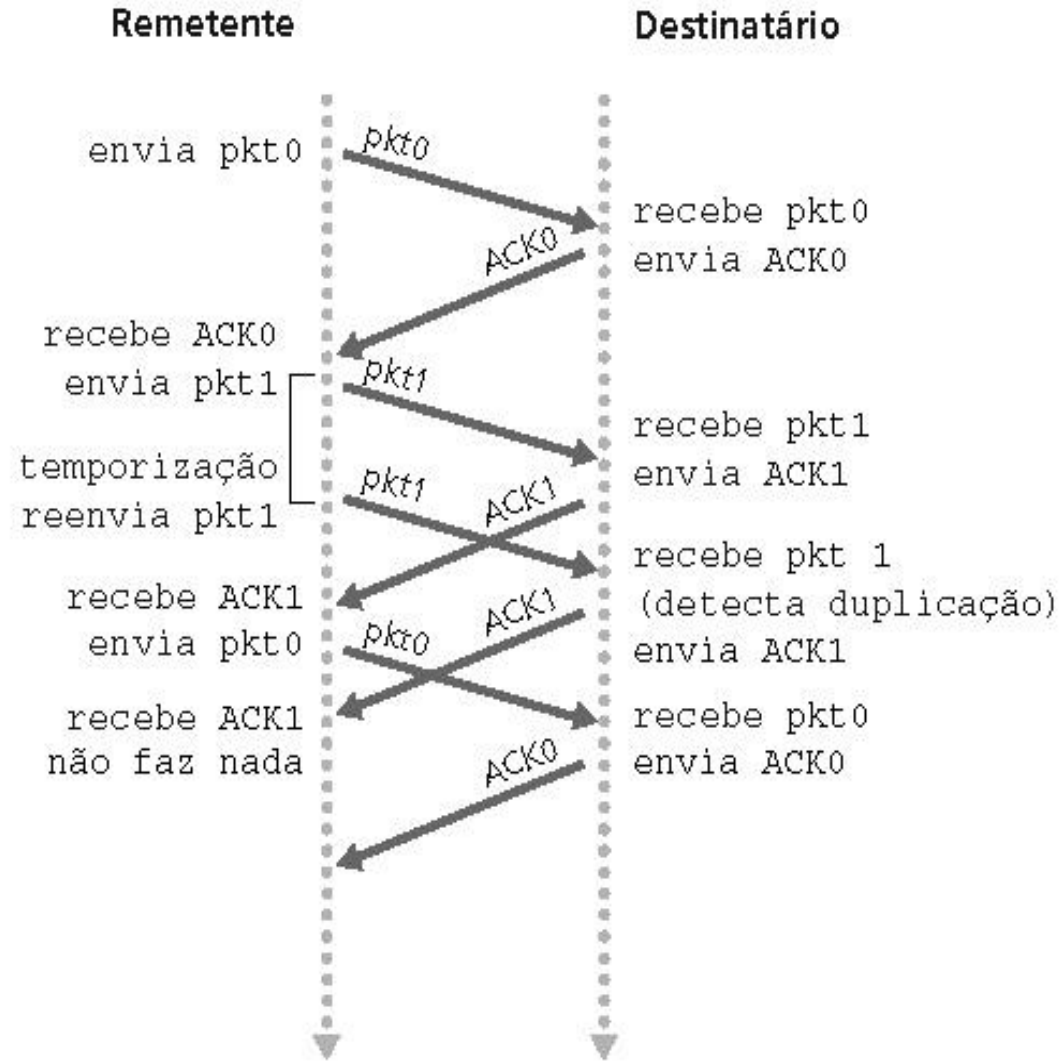 Remetente
Destinatário
envia pkt0
pkt0
recebe pkt0
envia ACK0
ACK0
recebe ACK0
envia pkt1
pkt1
recebe pkt1
envia ACK1
temporização
reenvia pkt1
pkt1
ACK1
recebe pkt 1
(detecta duplicação)
envia ACK1
recebe ACK1
envia pkt0
pkt0
ACK1
recebe pkt0
envia ACK0
recebe ACK1
não faz nada
ACK0